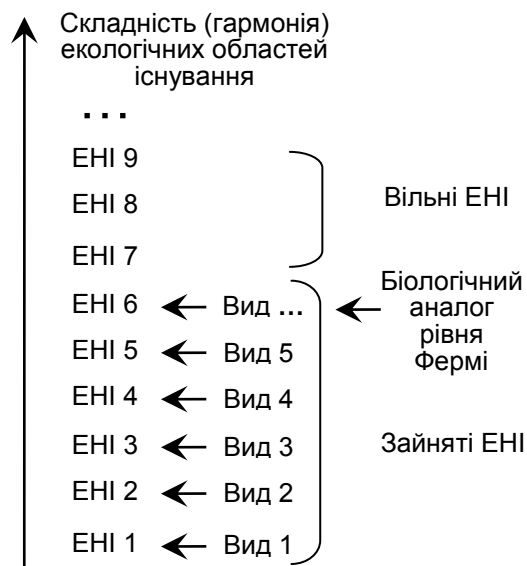 Складність (гармонія)
екологічних областей
існування
...
ЕНІ 9
ЕНІ 8
Вільні ЕНІ
ЕНІ 7
ЕНІ 6 Вид ...
Біологічний
аналог
рівня
Фермі
ЕНІ 5 Вид 5
ЕНІ 4 Вид 4
ЕНІ 3 Вид 3
Зайняті ЕНІ
ЕНІ 2 Вид 2
ЕНІ 1 Вид 1